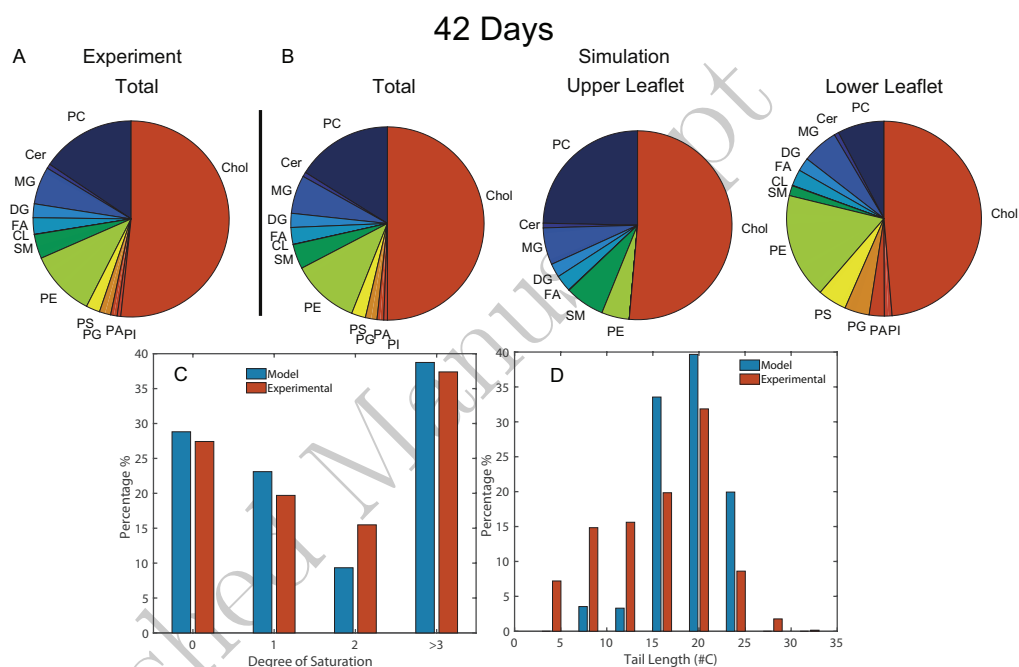 42 Days
A Experiment
Total
PC
Cer
MG
DG
FA
CL
SM
PE
PS
PG
PA
PI
Chol
B Simulation
Total
PC
Cer
MG
DG
FA
CL
SM
PE
PS
PG
PA
PI
Chol
Upper Leaflet
PC
Cer
MG
DG
FA
SM
PE
Chol
Lower Leaflet
PC
Cer
MG
DG
FA
CL
SM
PE
PS
PG
PA
PI
Chol
C
Model
Experimental
Percentage %
40
35
30
25
20
15
10
5
0
0 1 2 >3
Degree of Saturation
D
Model
Experimental
Percentage %
40
35
30
25
20
15
10
5
0
0 5 10 15 20 25 30 35
Tail Length (#C)
Manuscript